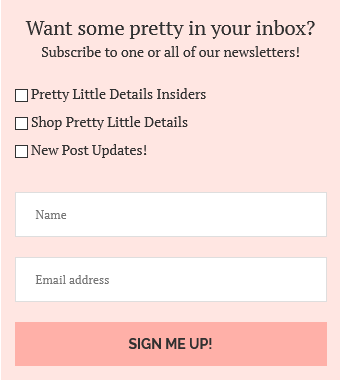 Want some pretty in your inbox?
Subscribe to one or all of our newsletters!
Pretty Little Details Insiders
Shop Pretty Little Details
New Post Updates!
Name
Email address
SIGN ME UP!